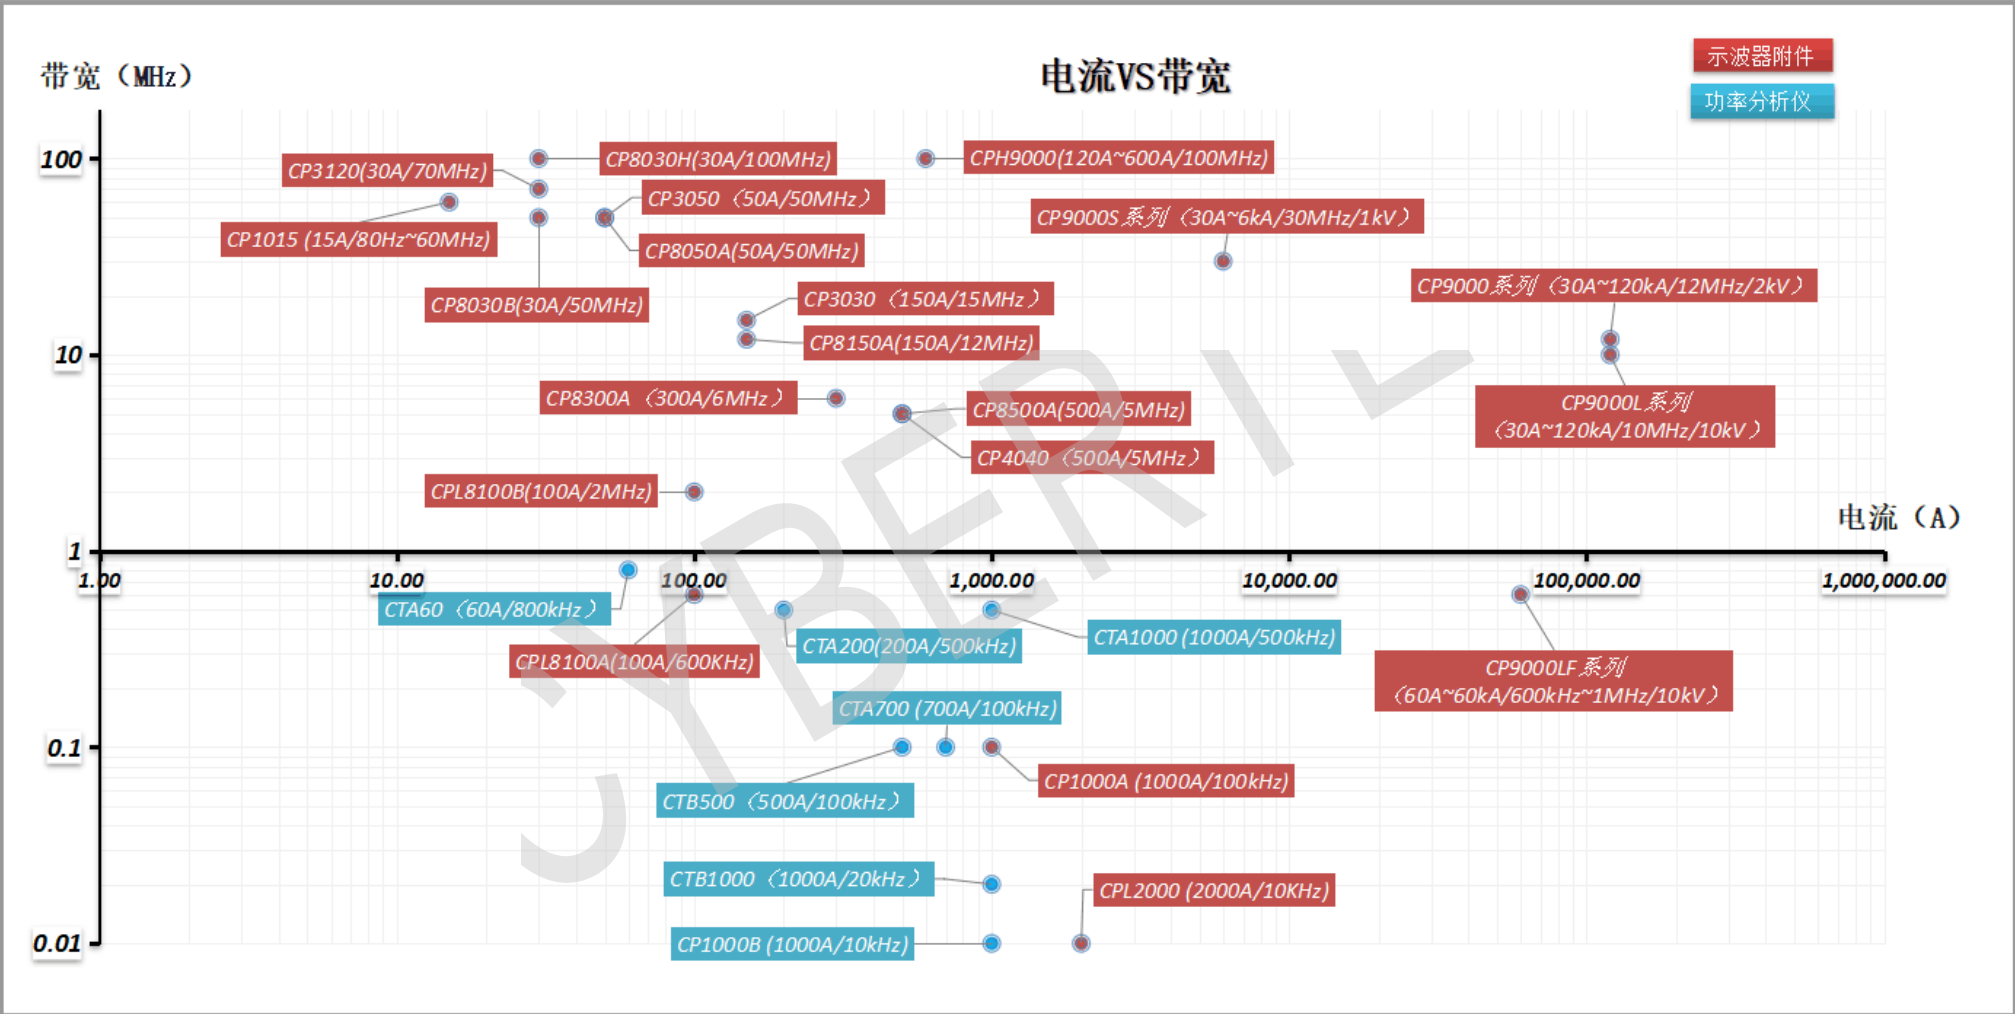 电流VS带宽
带宽（MHz）
示波器附件
功率分析仪
100
10
1
0.1
0.01
CP3120(30A/70MHz)
CP8030H(30A/100MHz)
CPH9000(120A~600A/100MHz)
CP3050（50A/50MHz）
CP1015 (15A/80Hz~60MHz)
CP8050A(50A/50MHz)
CP9000S系列（30A~6kA/30MHz/1kV）
CP8030B(30A/50MHz)
CP3030（150A/15MHz）
CP9000系列（30A~120kA/12MHz/2kV）
CP8150A(150A/12MHz)
CP8300A（300A/6MHz）
CP8500A(500A/5MHz)
CP9000L系列
（30A~120kA/10MHz/10kV）
CP4040（500A/5MHz）
CPL8100B(100A/2MHz)
电流（A）
1.00
10.00
100.00
1,000.00
10,000.00
100,000.00
1,000,000.00
CTA60（60A/800kHz）
CPL8100A(100A/600KHz)
CTA200(200A/500kHz)
CTA1000 (1000A/500kHz)
CP9000LF系列
（60A~60kA/600kHz~1MHz/10kV）
CTA700 (700A/100kHz)
CP1000A (1000A/100kHz)
CTB500（500A/100kHz）
CTB1000（1000A/20kHz）
CPL2000 (2000A/10KHz)
CP1000B (1000A/10kHz)